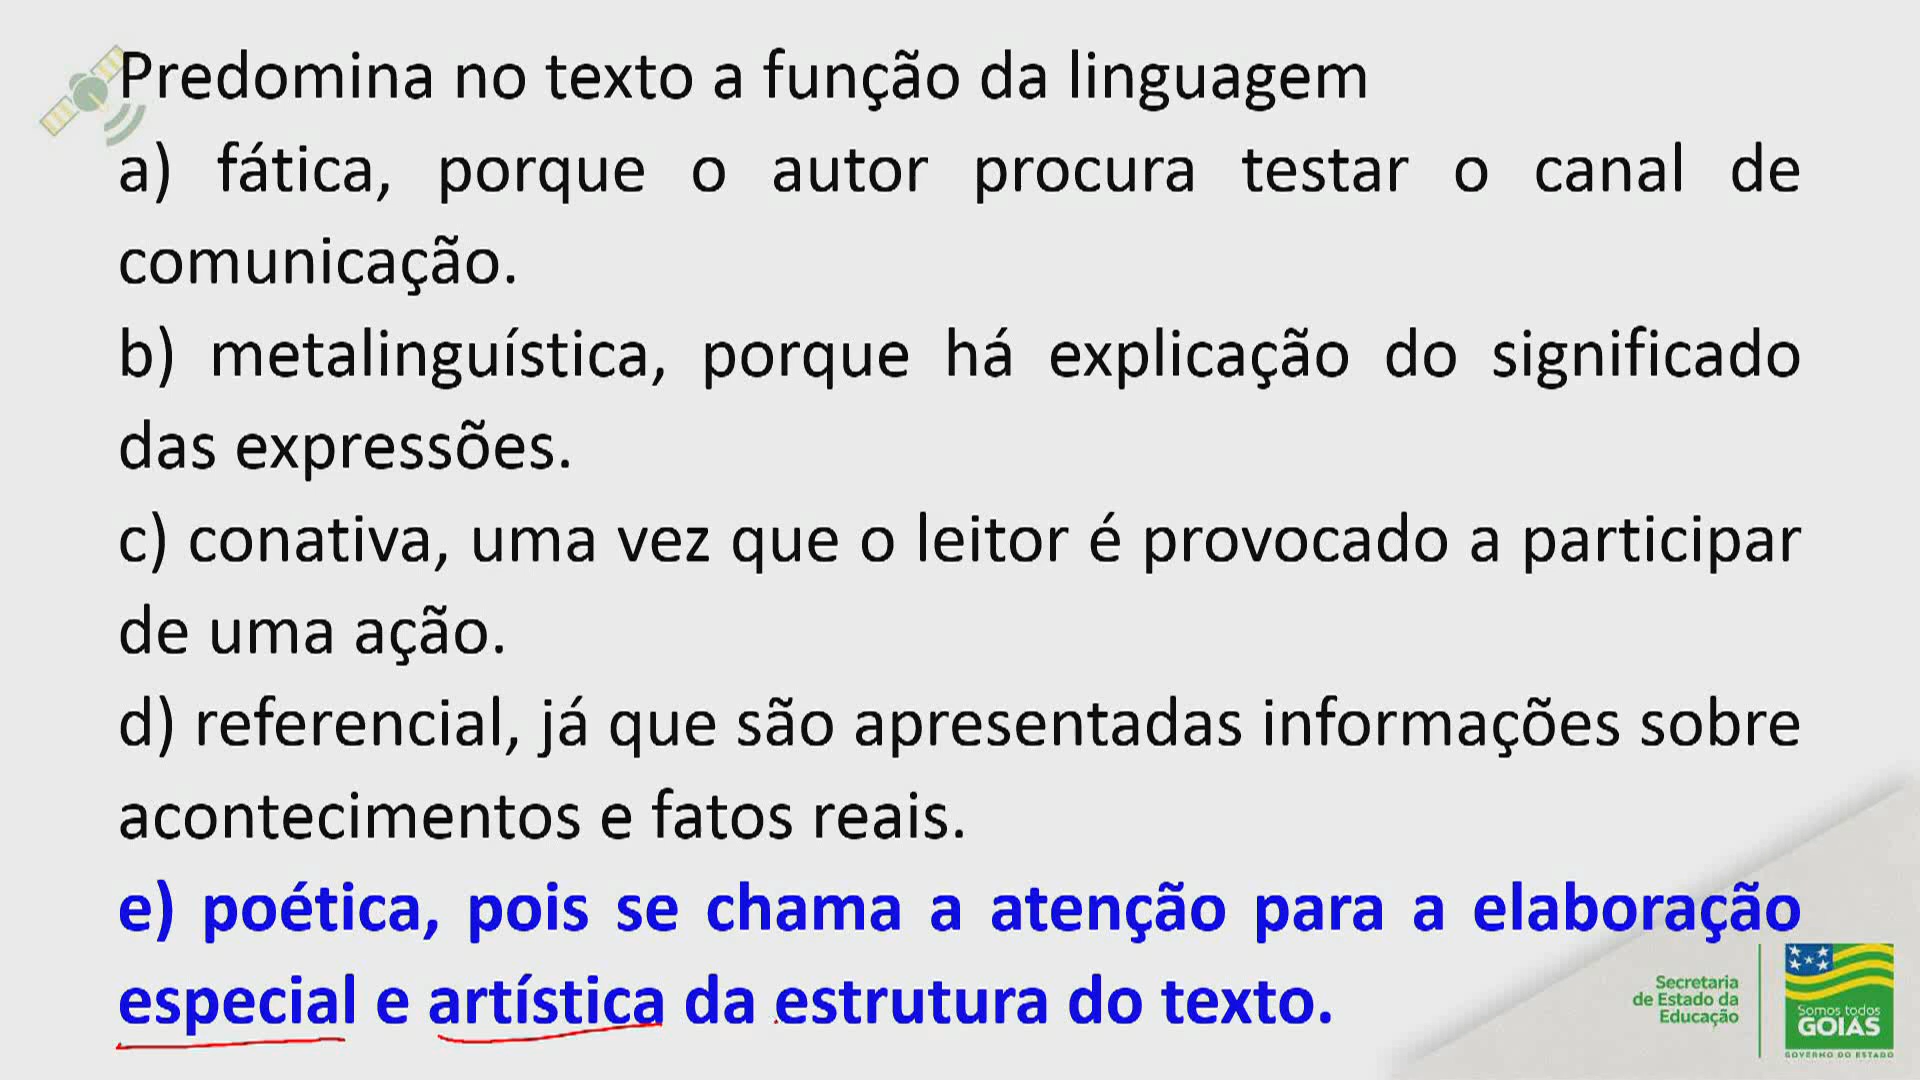 Predomina no texto a função da linguagem
a) fática, porque o autor procura testar o canal de
comunicação.
b) metalinguística, porque há explicação do significado
das expressões.
c) conativa, uma vez que o leitor é provocado a participar
de uma ação.
d) referencial, já que são apresentadas informações sobre
acontecimentos e fatos reais.
e) poética, pois se chama a atenção para a elaboração
especial e artística da estrutura do texto.
Secretaria
de Estado da
Educação
Somos todos
GOIÁS
GOVERNO DO ESTADO